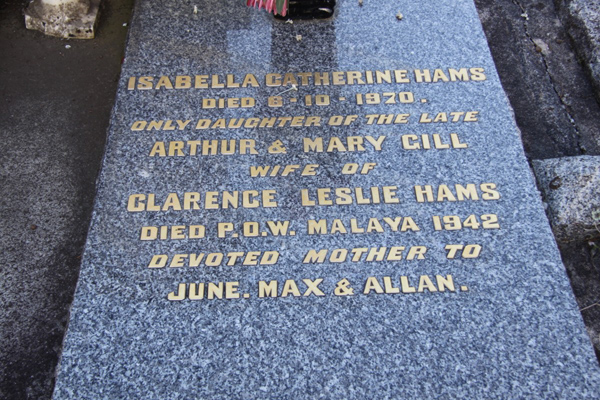 ISABELLA CATHERINE HAMS
DIED 8-10-1970.
ONLY DAUGHTER OF THE LATE
ARTHUR & MARY GILL
WIFE OF
CLARENCE LESLIE HAMS
DIED P.O.W. MALAYA 1942
DEVOTED MOTHER TO
JUNE. MAX & ALLAN.